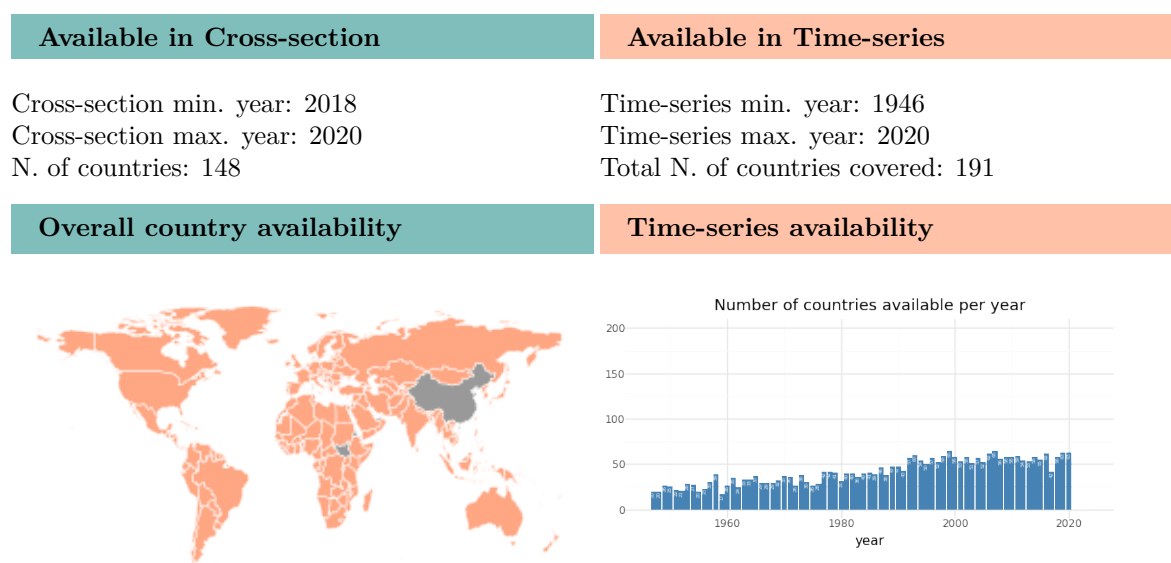 Available in Cross-section
Cross-section min. year: 2018
Cross-section max. year: 2020
N. of countries: 148
Available in Time-series
Time-series min. year: 1946
Time-series max. year: 2020
Total N. of countries covered: 191
Overall country availability
Time-series availability
Number of countries available per year
200
150
100
50
0
1960 1980 2000 2020
year